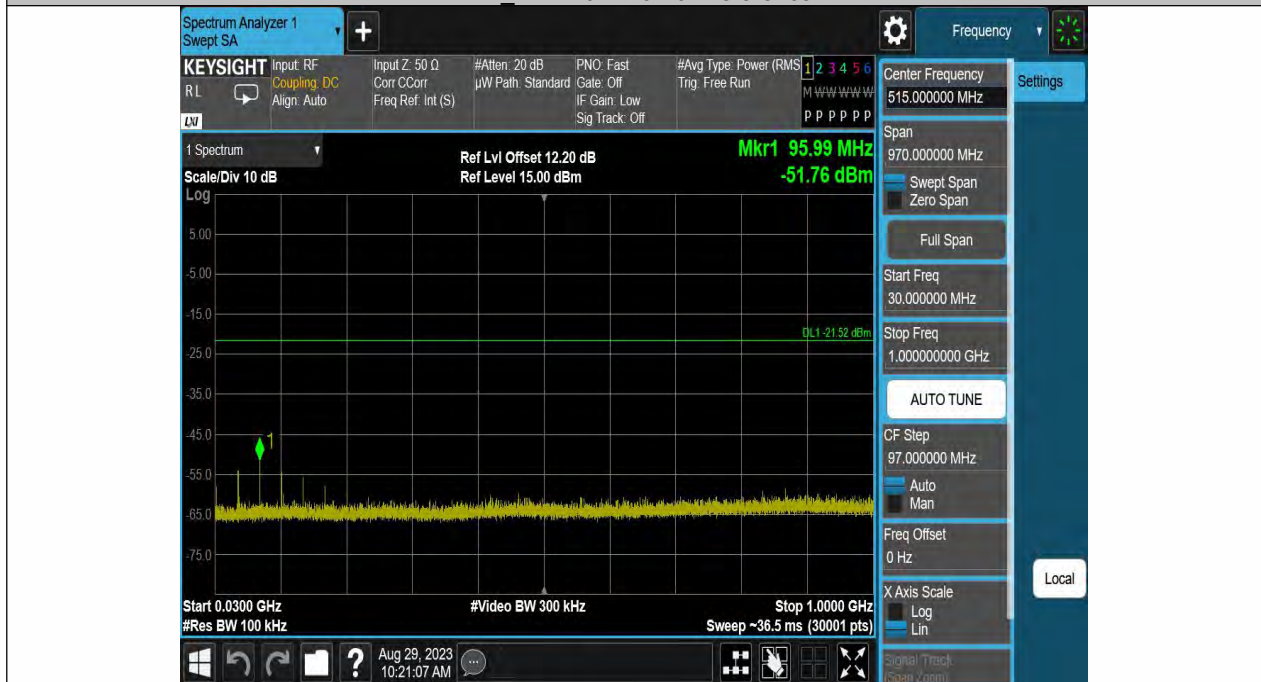 Spectrum Analyzer 1
Swept SA
+
Frequency
KEYSIGHT
RL
LXI
Input: RF
Coupling: DC
Align: Auto
Input Z: 50 Ω
Corr CCorr
Freq Ref: Int (S)
#Atten: 20 dB
µW Path: Standard
PNO: Fast
Gate: Off
IF Gain: Low
Sig Track: Off
#Avg Type: Power (RMS
Trig: Free Run
1 2 3 4 5 6
M W W W W W
P P P P P P
1 Spectrum
Scale/Div 10 dB
Ref Lvl Offset 12.20 dB
Ref Level 15.00 dBm
Mkr1 95.99 MHz
-51.76 dBm
Log
5.00
-5.00
-15.0
DL1 -21.52 dBm
-25.0
-35.0
-45.0
1
-55.0
-65.0
-75.0
Start 0.0300 GHz
#Res BW 100 kHz
#Video BW 300 kHz
Stop 1.0000 GHz
Sweep ~36.5 ms (30001 pts)
?
Aug 29, 2023
10:21:07 AM
Center Frequency
515.000000 MHz
Settings
Span
970.000000 MHz
Swept Span
Zero Span
Full Span
Start Freq
30.000000 MHz
Stop Freq
1.000000000 GHz
AUTO TUNE
CF Step
97.000000 MHz
Auto
Man
Freq Offset
0 Hz
X Axis Scale
Log
Lin
Local
Signal Track
(Span Zoom)